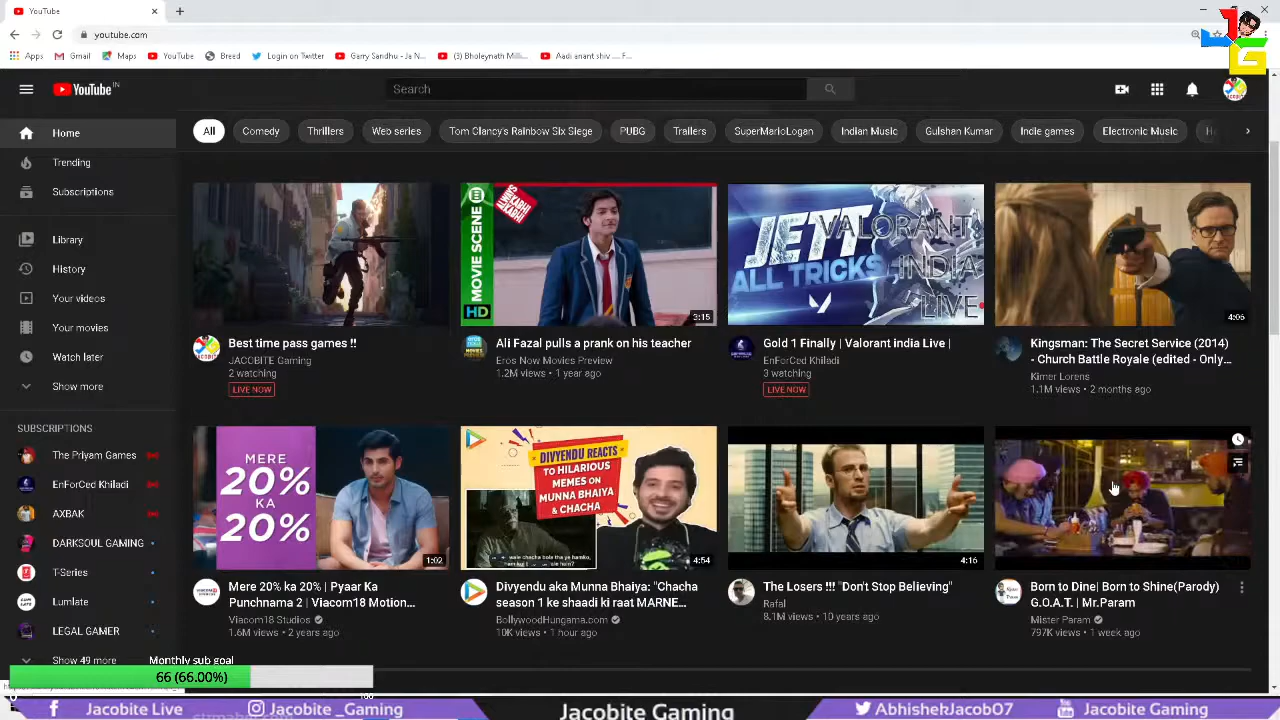 YouTube
youtube.com
Apps
Gmail
Maps
YouTube
Breed
Login on Twitter
Garry Sandhu - Ja N...
(3) Bholeynath Mill...
Aadi anant shiv ... F...
YouTube IN
Search
Home
Trending
Subscriptions
Library
History
Your videos
Your movies
Watch later
Show more
SUBSCRIPTIONS
The Priyam Games
EnForCed Khiladi
AXBAK
DARKSOUL GAMING
T-Series
Lumlate
LEGAL GAMER
Show 49 more
All
Comedy
Thrillers
Web series
Tom Clancy's Rainbow Six Siege
PUBG
Trailers
SuperMarioLogan
Indian Music
Gulshan Kumar
Indie games
Electronic Music
Best time pass games !!
JACOBITE Gaming
2 watching
LIVE NOW
MOVIE SCENE
HD
3:15
Ali Fazal pulls a prank on his teacher
Eros Now Movies Preview
1.2M views • 1 year ago
JETT
ALL TRICKS
VALORANT
INDIA
LIVE
Gold 1 Finally | Valorant india Live |
EnForCed Khiladi
3 watching
LIVE NOW
4:06
Kingsman: The Secret Service (2014)
- Church Battle Royale (edited - Only...
Kimer Lorens
1.1M views • 2 months ago
MERE
20%
KA
20%
1:02
Mere 20% ka 20% | Pyaar Ka
Punchnama 2 | Viacom18 Motion...
Viacom18 Studios
1.6M views • 2 years ago
DIVYENDU REACTS
TO HILARIOUS
MEMES ON
MUNNA BHAIYA
& CHACHA
4:54
Divyendu aka Munna Bhaiya: "Chacha
season 1 ke shaadi ki raat MARNE...
BollywoodHungama.com
10K views • 1 hour ago
4:16
The Losers !!! "Don't Stop Believing"
Rafal
8.1M views • 10 years ago
Born to Dine| Born to Shine(Parody)
G.O.A.T. | Mr.Param
Mister Param
797K views • 1 week ago
Monthly sub goal
66 (66.00%)
Jacobite Live
Jacobite _Gaming
Jacobite Gaming
AbhishekJacob07
Jacobite Gaming